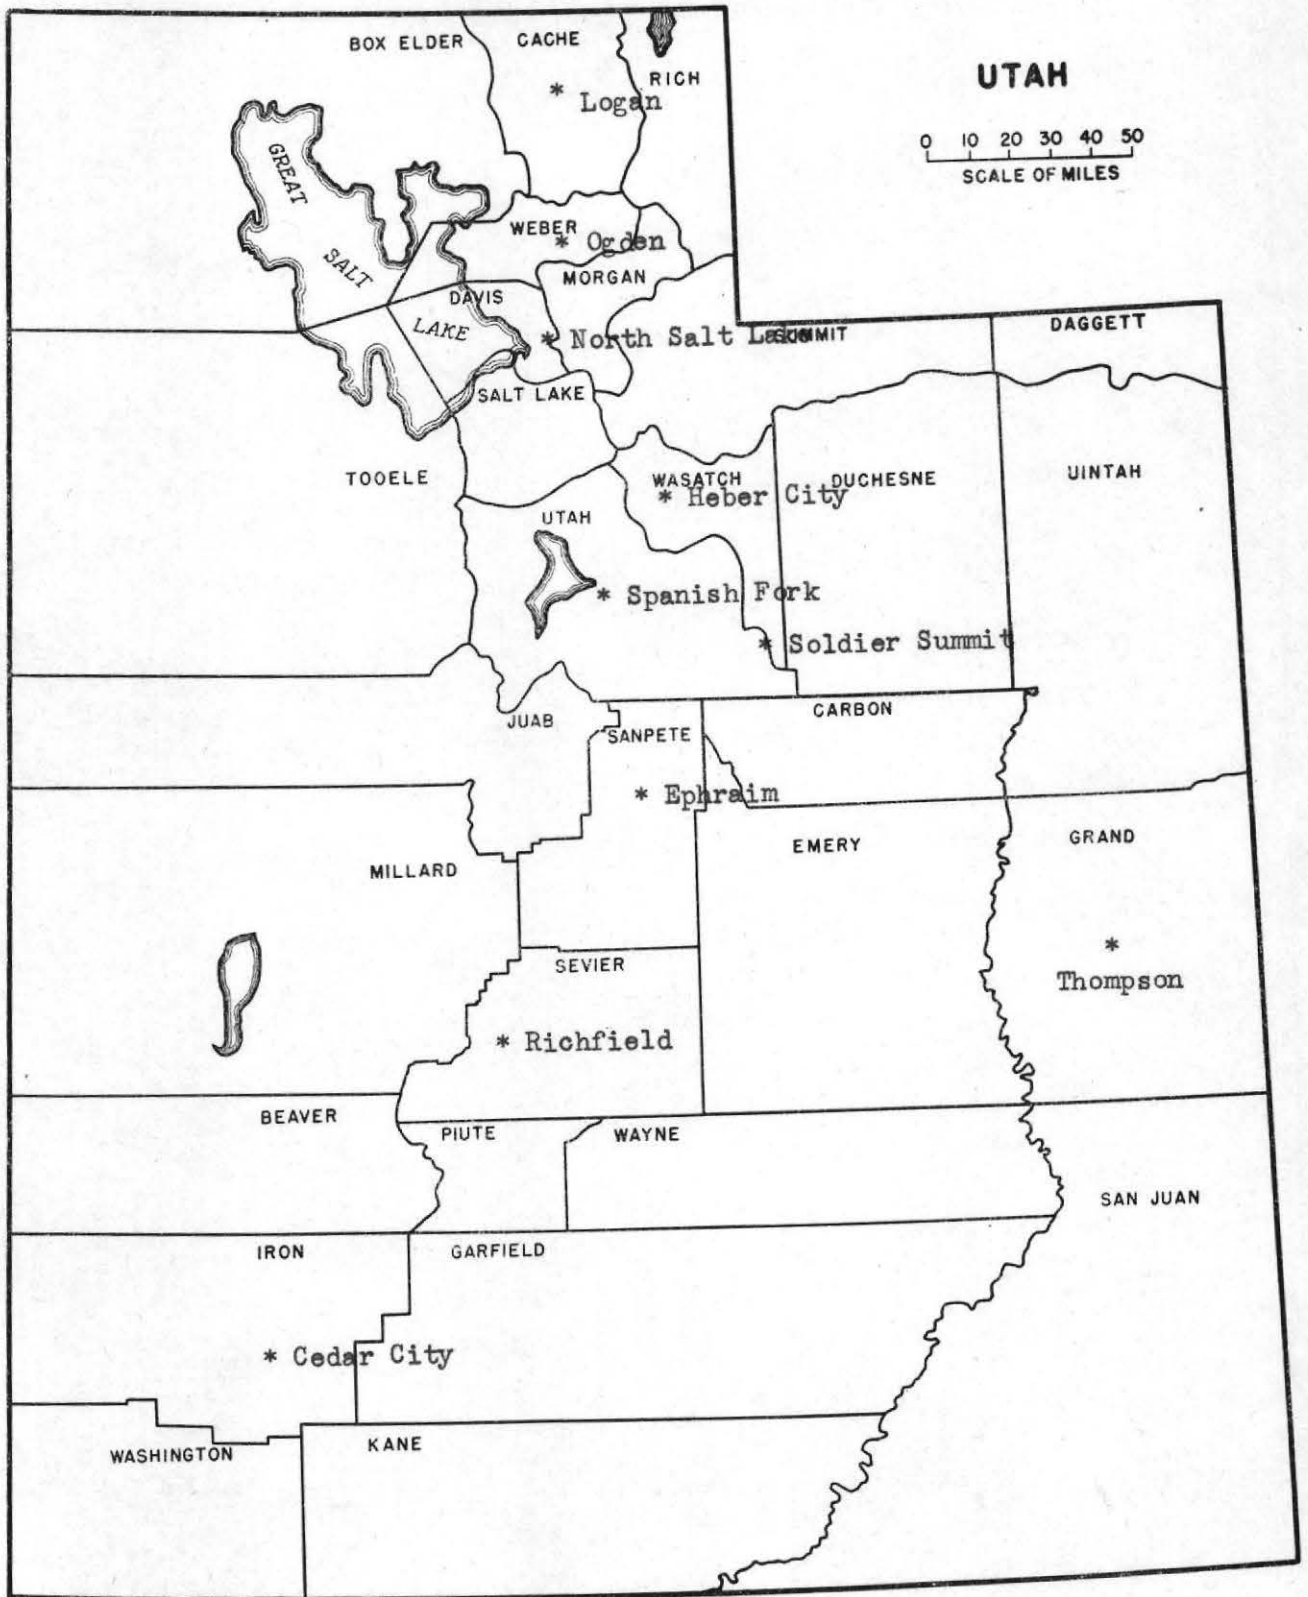 UTAH
0 10 20 30 40 50
SCALE OF MILES
BOX ELDER
CACHE
RICH
* Logan
GREAT
SALT
LAKE
WEBER
* Ogden
MORGAN
DAVIS
* North Salt Lake
SUMMIT
DAGGETT
SALT LAKE
TOOELE
WASATCH
DUCHESNE
UINTAH
* Heber City
UTAH
* Spanish Fork
* Soldier Summit
JUAB
SANPETE
CARBON
* Ephraim
MILLARD
EMERY
GRAND
*
Thompson
SEVIER
* Richfield
BEAVER
PIUTE
WAYNE
SAN JUAN
IRON
GARFIELD
* Cedar City
WASHINGTON
KANE